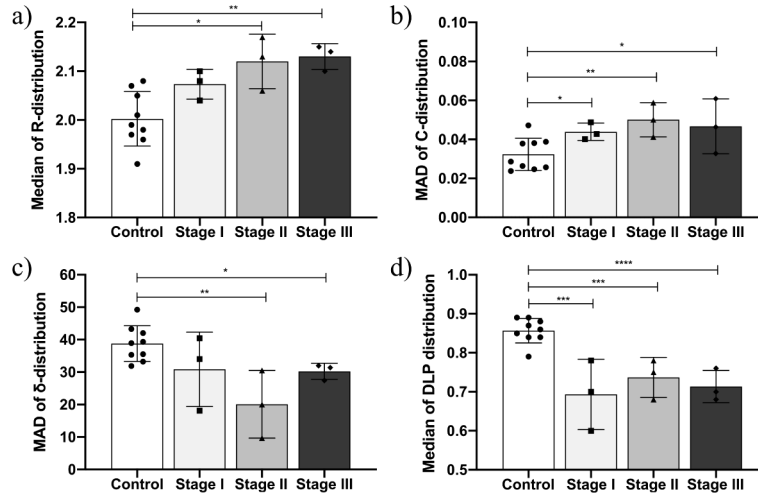 a)
Median of R-distribution
2.2
2.1
2.0
1.9
1.8
*
**
Control Stage I Stage II Stage III
b)
MAD of C-distribution
0.10
0.08
0.06
0.04
0.02
0.00
*
**
*
Control Stage I Stage II Stage III
c)
MAD of δ-distribution
60
50
40
30
20
10
0
*
**
Control Stage I Stage II Stage III
d)
Median of DLP distribution
1.0
0.9
0.8
0.7
0.6
0.5
****
***
***
Control Stage I Stage II Stage III